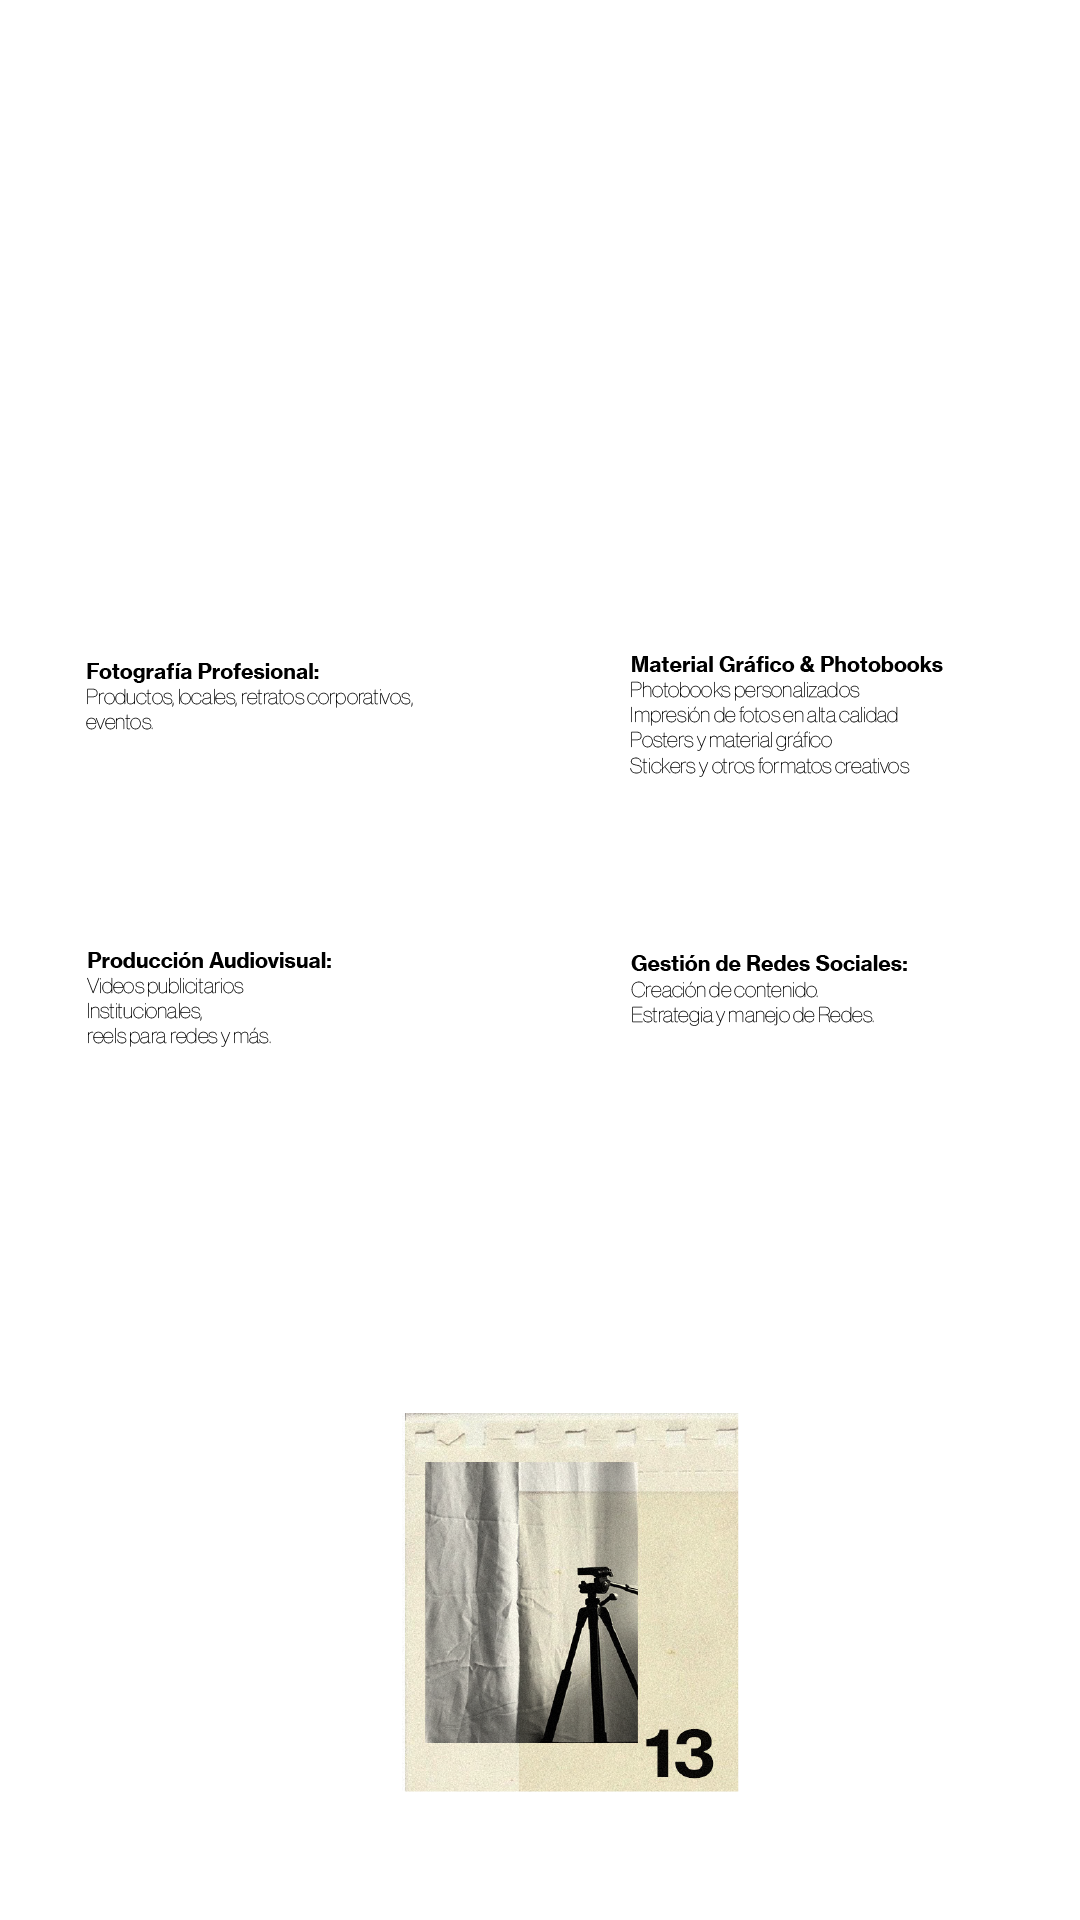 Fotografía Profesional:
Productos, locales, retratos corporativos,
eventos.
Material Gráfico & Photobooks
Photobooks personalizados
Impresión de fotos en alta calidad
Posters y material gráfico
Stickers y otros formatos creativos
Producción Audiovisual:
Videos publicitarios
Institucionales,
reels para redes y más.
Gestión de Redes Sociales:
Creación de contenido.
Estrategia y manejo de Redes.
13